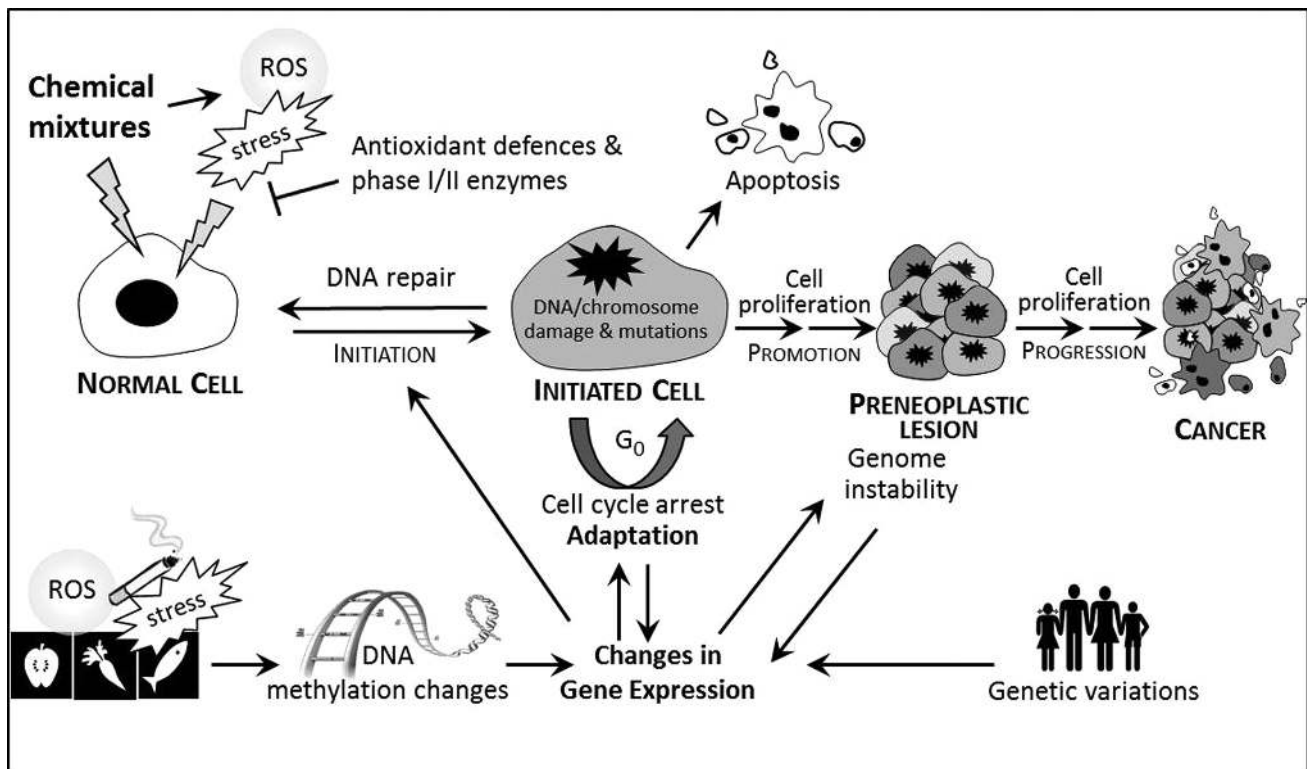 Chemical
mixtures
ROS
stress
Antioxidant defences &
phase I/II enzymes
Apoptosis
DNA repair
INITIATION
NORMAL CELL
DNA/chromosome
damage & mutations
INITIATED CELL
Cell
proliferation
PROMOTION
PRENEOPLASTIC
LESION
Cell
proliferation
PROGRESSION
CANCER
G0
Cell cycle arrest
Adaptation
Genome
instability
ROS
stress
DNA
methylation changes
Changes in
Gene Expression
Genetic variations